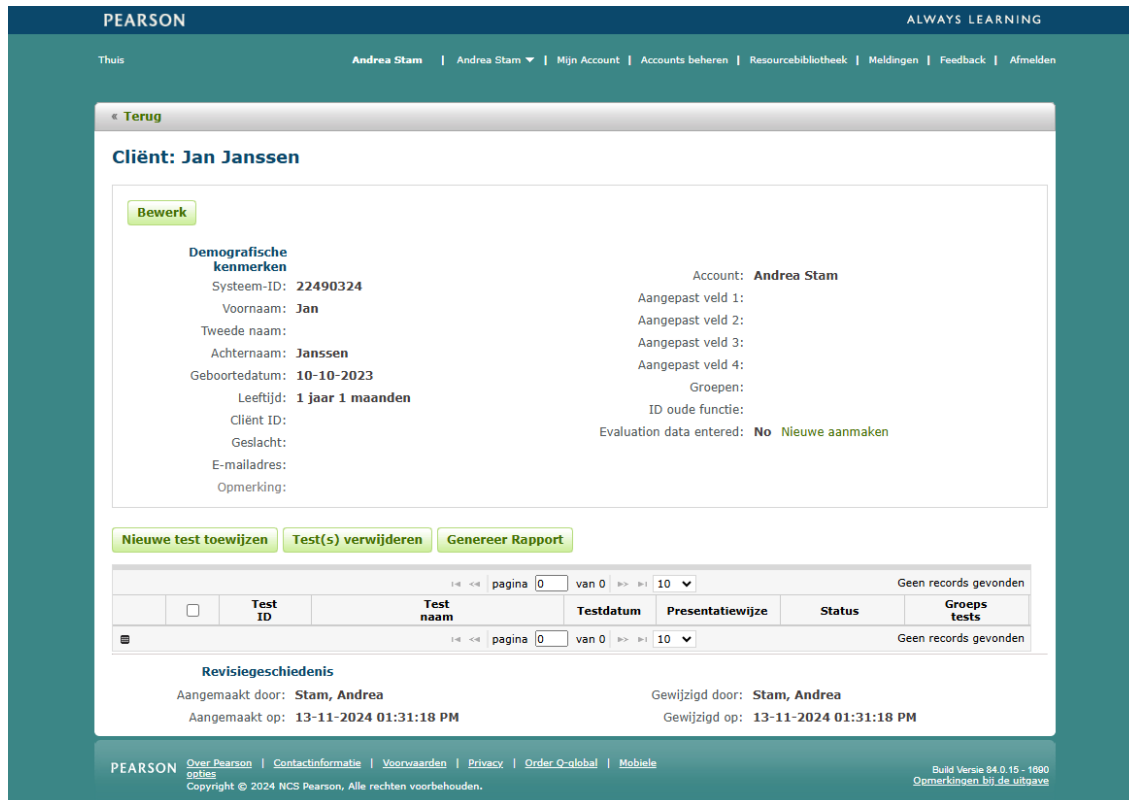 PEARSON ALWAYS LEARNING
Thuis Andrea Stam | Andrea Stam ▼ | Mijn Account | Accounts beheren | Resourcebibliotheek | Meldingen | Feedback | Afmelden
« Terug
Cliënt: Jan Janssen
Bewerk
Demografische
kenmerken
Systeem-ID: 22490324
Voornaam: Jan
Tweede naam:
Achternaam: Janssen
Geboortedatum: 10-10-2023
Leeftijd: 1 jaar 1 maanden
Cliënt ID:
Geslacht:
E-mailadres:
Opmerking:
Account: Andrea Stam
Aangepast veld 1:
Aangepast veld 2:
Aangepast veld 3:
Aangepast veld 4:
Groepen:
ID oude functie:
Evaluation data entered: No Nieuwe aanmaken
Nieuwe test toewijzen Test(s) verwijderen Genereer Rapport
pagina 0 van 0 10 Geen records gevonden
Test ID Test naam Testdatum Presentatiewijze Status Groeps tests
pagina 0 van 0 10 Geen records gevonden
Revisiegeschiedenis
Aangemaakt door: Stam, Andrea Gewijzigd door: Stam, Andrea
Aangemaakt op: 13-11-2024 01:31:18 PM Gewijzigd op: 13-11-2024 01:31:18 PM
PEARSON Over Pearson | Contactinformatie | Voorwaarden | Privacy | Order Q-global | Mobiele
opties
Copyright © 2024 NCS Pearson, Alle rechten voorbehouden.
Build Versie 84.0.15 - 1690
Opmerkingen bij de uitgave